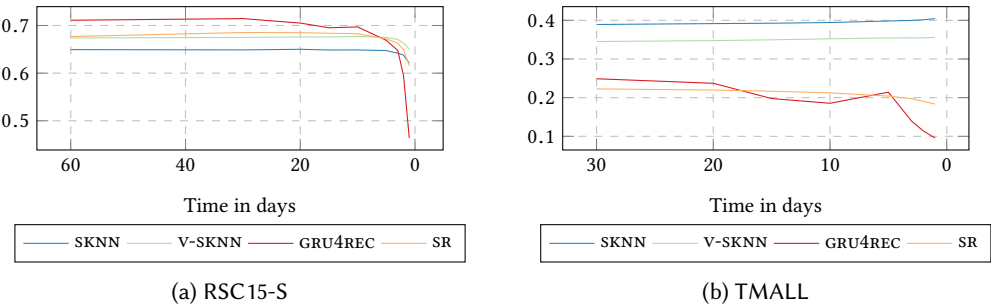 0.7
0.6
0.5
60 40 20 0
Time in days
SKNN V-SKNN GRU4REC SR
(a) RSC15-S
0.4
0.3
0.2
0.1
30 20 10 0
Time in days
SKNN V-SKNN GRU4REC SR
(b) TMALL